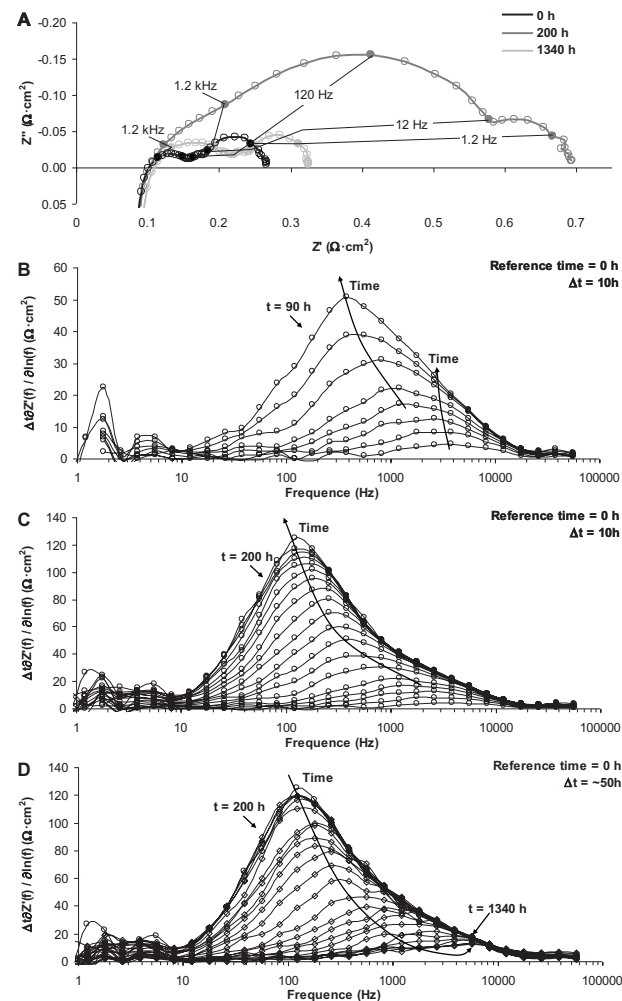 A
0 h
200 h
1340 h
-0.20
-0.15
-0.10
-0.05
0.00
0.05
Z'' (Ω·cm²)
1.2 kHz
1.2 kHz
120 Hz
12 Hz
1.2 Hz
0 0.1 0.2 0.3 0.4 0.5 0.6 0.7
Z' (Ω·cm²)
B
Reference time = 0 h
Δt = 10h
60
50
40
30
20
10
0
Δt∂Z'(f) / ∂ln(f) (Ω·cm²)
t = 90 h
Time
Time
1 10 100 1000 10000 100000
Frequence (Hz)
C
Reference time = 0 h
Δt = 10h
140
120
100
80
60
40
20
0
Δt∂Z'(f) / ∂ln(f) (Ω·cm²)
t = 200 h
Time
1 10 100 1000 10000 100000
Frequence (Hz)
D
Reference time = 0 h
Δt = ~50h
140
120
100
80
60
40
20
0
Δt∂Z'(f) / ∂ln(f) (Ω·cm²)
t = 200 h
Time
t = 1340 h
1 10 100 1000 10000 100000
Frequence (Hz)